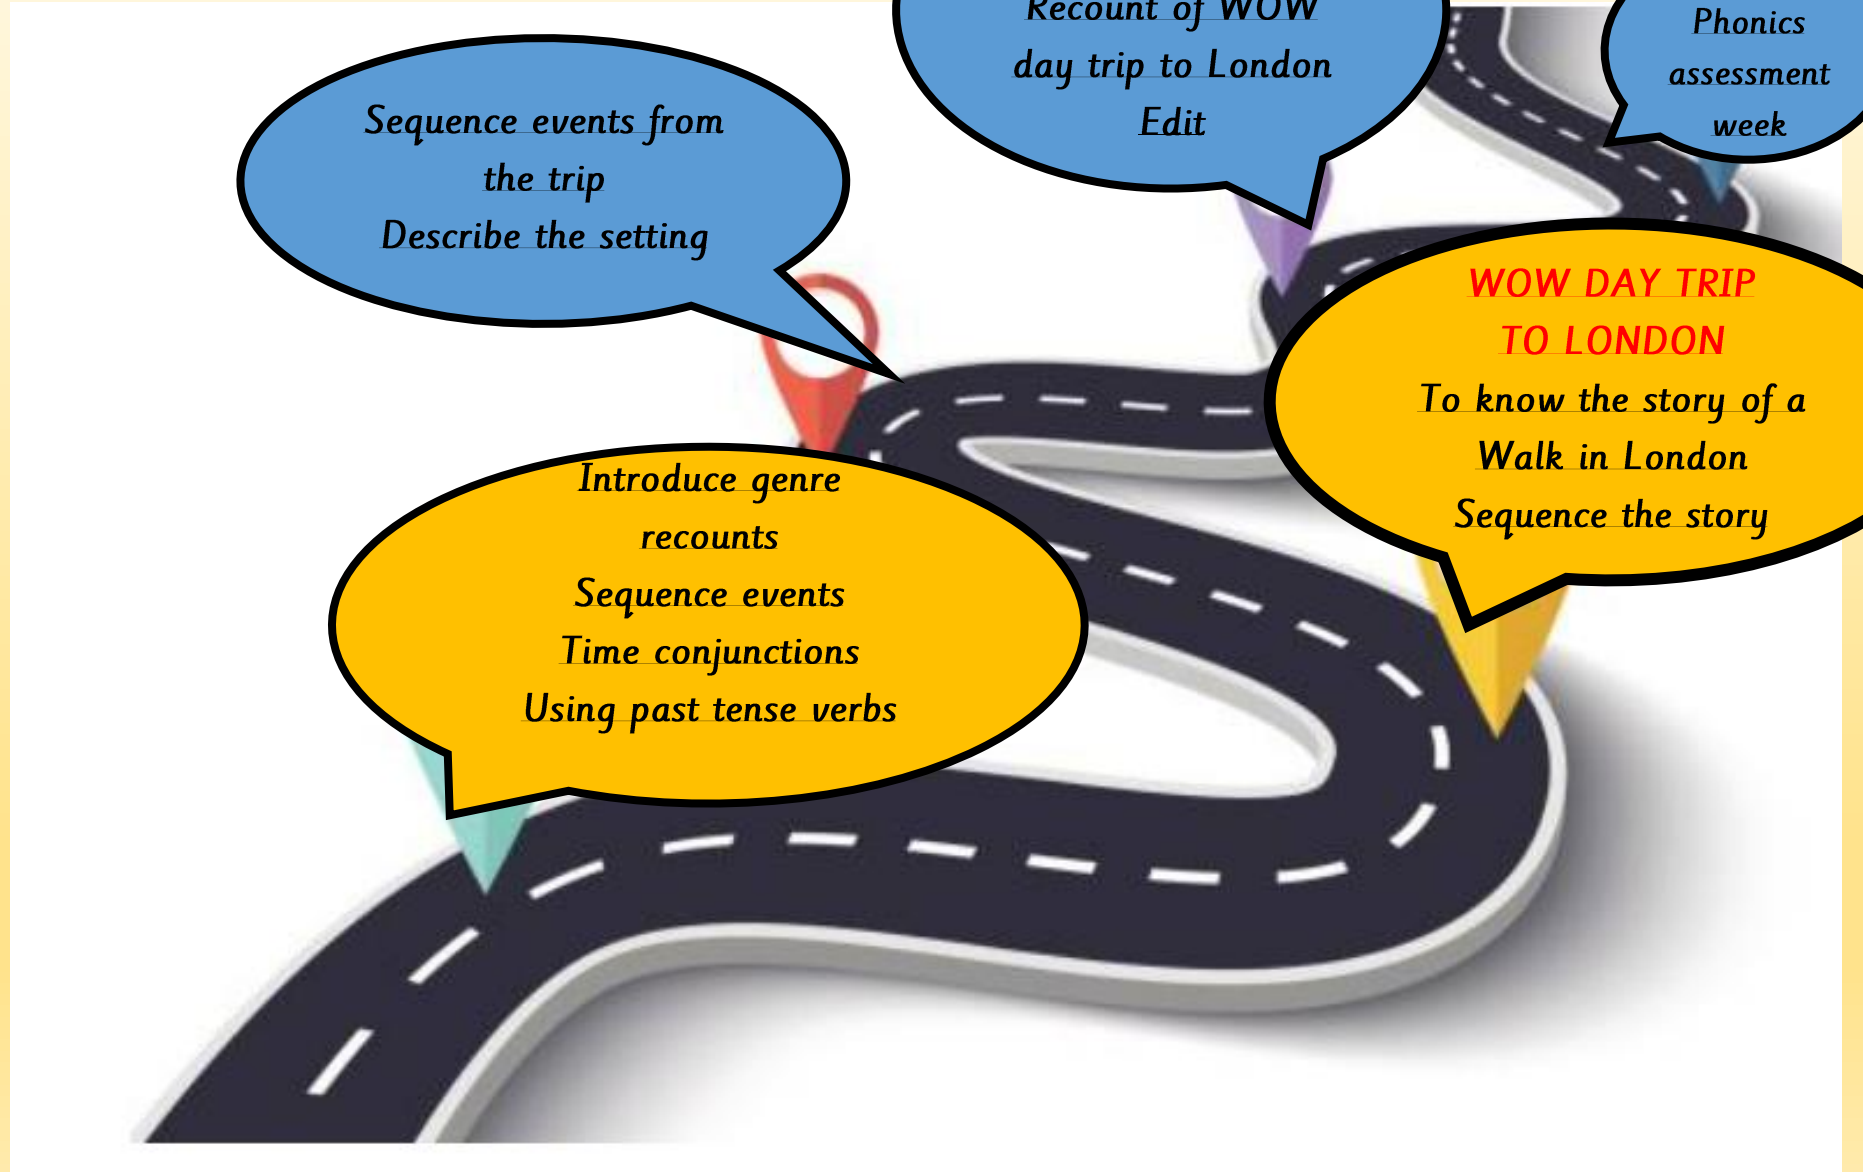 Recount of WOW
day trip to London
Edit
Phonics
assessment
week
Sequence events from
the trip
Describe the setting
WOW DAY TRIP
TO LONDON
To know the story of a
Walk in London
Sequence the story
Introduce genre
recounts
Sequence events
Time conjunctions
Using past tense verbs